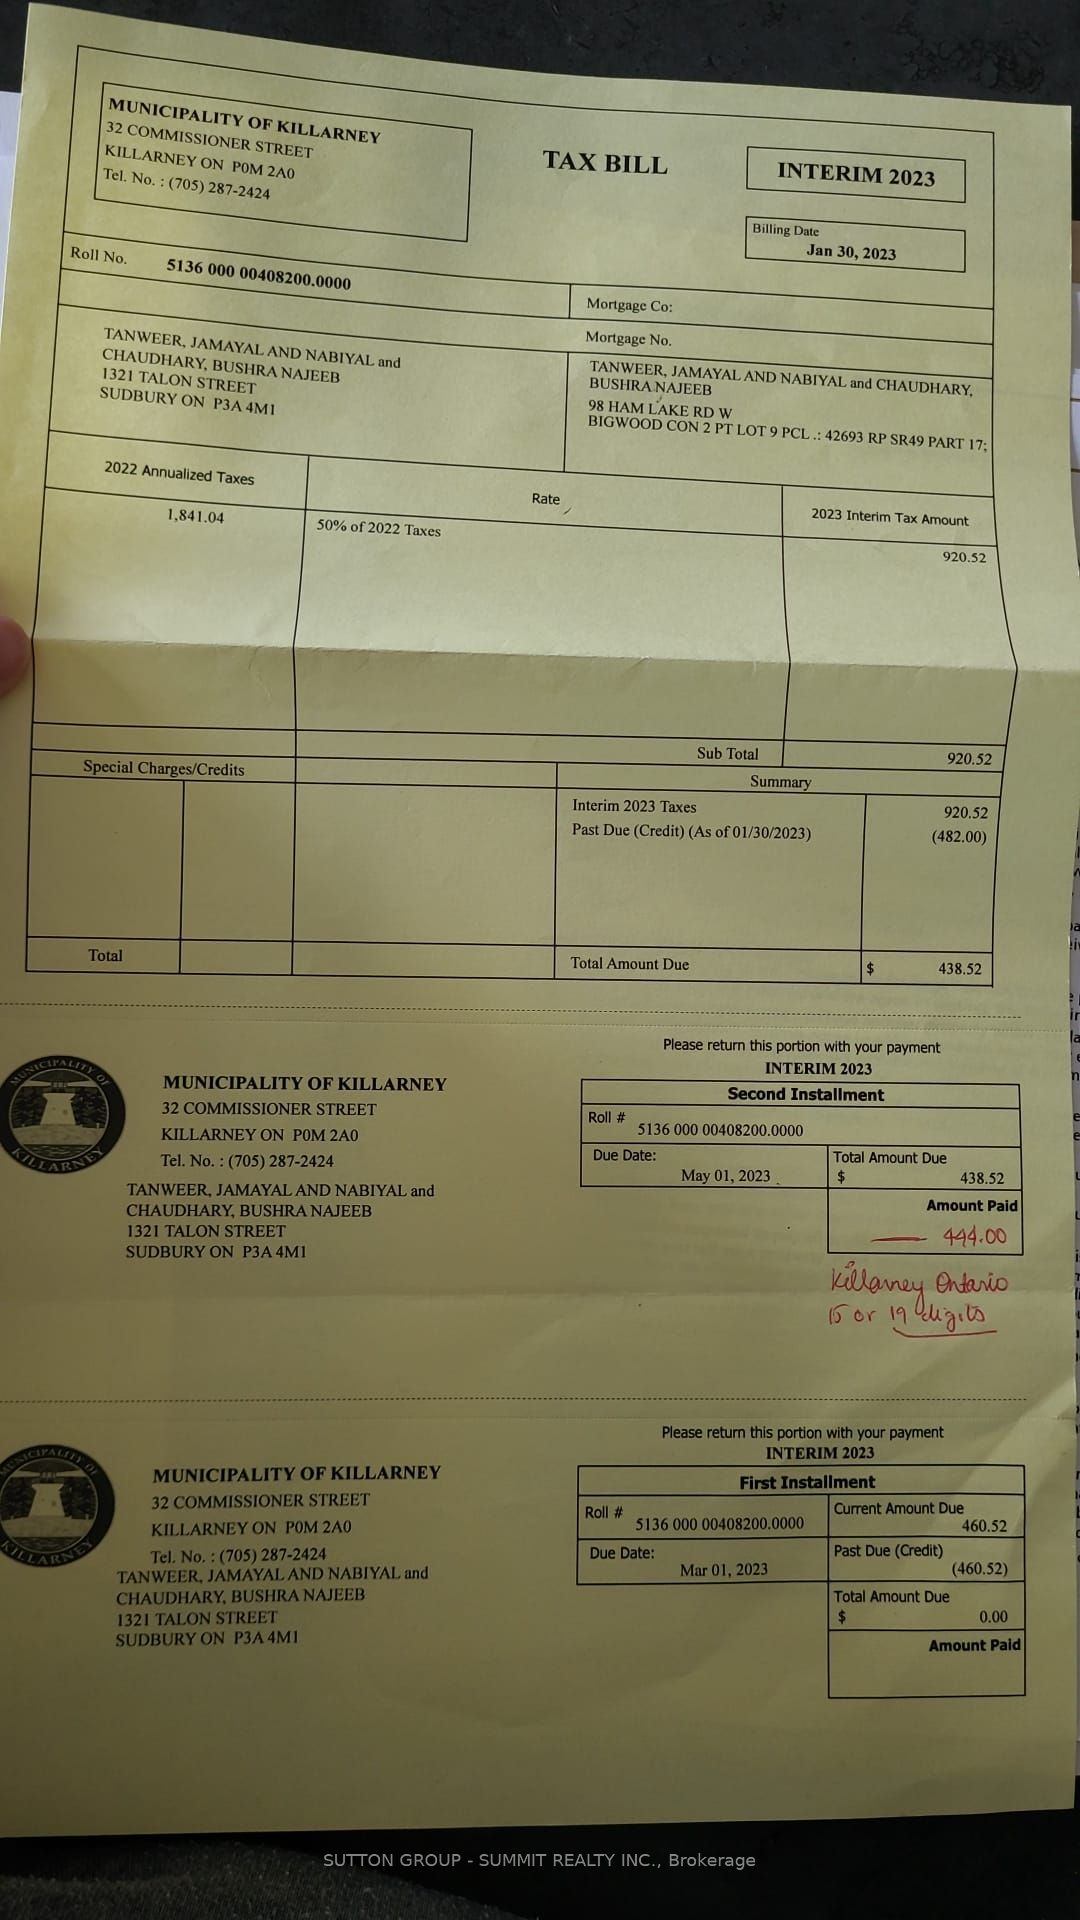 MUNICIPALITY OF KILLARNEY
32 COMMISSIONER STREET
KILLARNEY ON P0M 2A0
Tel. No. : (705) 287-2424
TAX BILL
INTERIM 2023
Billing Date
Jan 30, 2023
Roll No. 5136 000 00408200.0000
Mortgage Co:
Mortgage No.
TANWEER, JAMAYAL AND NABIYAL and
CHAUDHARY, BUSHRA NAJEEB
1321 TALON STREET
SUDBURY ON P3A 4M1
TANWEER, JAMAYAL AND NABIYAL and CHAUDHARY,
BUSHRA NAJEEB
98 HAM LAKE RD W
BIGWOOD CON 2 PT LOT 9 PCL .: 42693 RP SR49 PART 17;
2022 Annualized Taxes
Rate
2023 Interim Tax Amount
1,841.04
50% of 2022 Taxes
920.52
Sub Total 920.52
Special Charges/Credits
Summary
Interim 2023 Taxes 920.52
Past Due (Credit) (As of 01/30/2023) (482.00)
Total
Total Amount Due $ 438.52
MUNICIPALITY OF KILLARNEY
MUNICIPALITY OF KILLARNEY
32 COMMISSIONER STREET
KILLARNEY ON P0M 2A0
Tel. No. : (705) 287-2424
TANWEER, JAMAYAL AND NABIYAL and
CHAUDHARY, BUSHRA NAJEEB
1321 TALON STREET
SUDBURY ON P3A 4M1
Please return this portion with your payment
INTERIM 2023
Second Installment
Roll #
5136 000 00408200.0000
Due Date:
May 01, 2023
Total Amount Due
$ 438.52
Amount Paid
444.00
Killarney Ontario
15 or 19 digits
MUNICIPALITY OF KILLARNEY
MUNICIPALITY OF KILLARNEY
32 COMMISSIONER STREET
KILLARNEY ON P0M 2A0
Tel. No. : (705) 287-2424
TANWEER, JAMAYAL AND NABIYAL and
CHAUDHARY, BUSHRA NAJEEB
1321 TALON STREET
SUDBURY ON P3A 4M1
Please return this portion with your payment
INTERIM 2023
First Installment
Roll #
5136 000 00408200.0000
Current Amount Due
460.52
Due Date:
Mar 01, 2023
Past Due (Credit)
(460.52)
Total Amount Due
$ 0.00
Amount Paid
SUTTON GROUP - SUMMIT REALTY INC., Brokerage